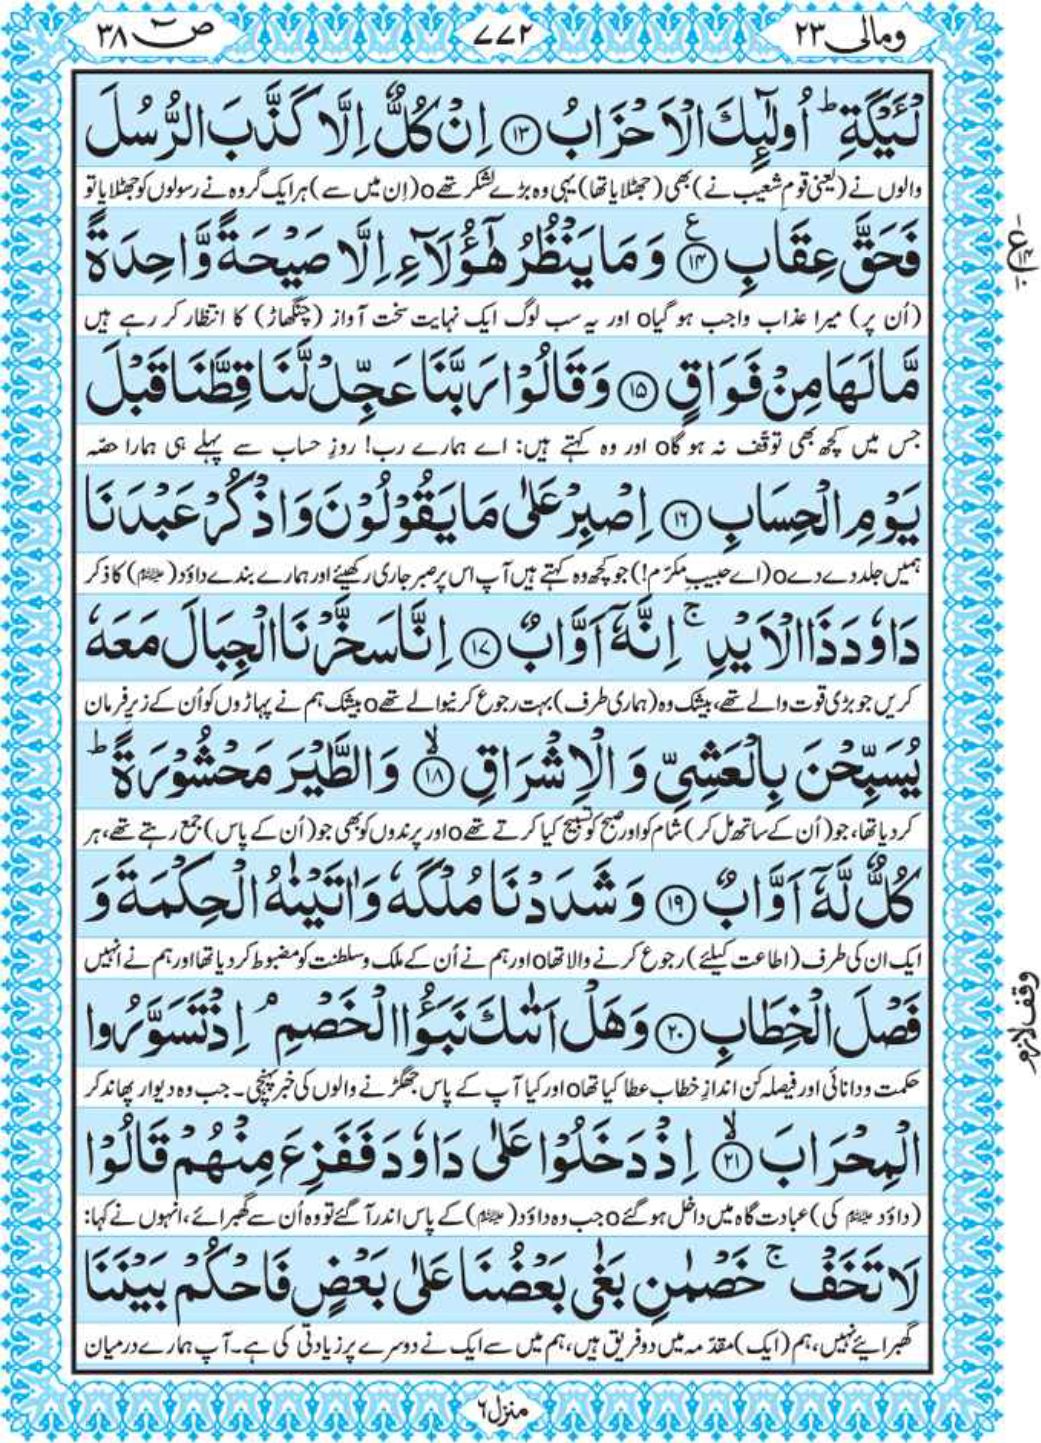 ومالی ۲۳
۷۷۲
صٓ ۳۸
لْـَٔیْكَةِ ؕ اُولٰٓئِكَ الْاَحْزَابُ ﴿۱۳﴾ اِنْ كُلٌّ اِلَّا كَذَّبَ الرُّسُلَ
والوں نے (یعنی قومِ شعیب نے) بھی (جھٹلایا تھا) یہی وہ بڑے لشکر تھے o (اِن میں سے) ہر ایک گروہ نے رسولوں کو جھٹلایا تو
فَحَقَّ عِقَابِ ﴿۱۴﴾ ع وَ مَا یَنْظُرُ هٰۤؤُلَآءِ اِلَّا صَیْحَةً وَّاحِدَةً
(اُن پر) میرا عذاب واجب ہو گیا o اور یہ سب لوگ ایک نہایت سخت آواز (چنگھاڑ) کا انتظار کر رہے ہیں
مَّا لَهَا مِنْ فَوَاقٍ ﴿۱۵﴾ وَ قَالُوْا رَبَّنَا عَجِّلْ لَّنَا قِطَّنَا قَبْلَ
جس میں کچھ بھی توقّف نہ ہو گا o اور وہ کہتے ہیں: اے ہمارے رب! روزِ حساب سے پہلے ہی ہمارا حصّہ
یَوْمِ الْحِسَابِ ﴿۱۶﴾ اِصْبِرْ عَلٰی مَا یَقُوْلُوْنَ وَ اذْكُرْ عَبْدَنَا
ہمیں جلد دے دے o (اے حبیبِ مکرّم!) جو کچھ وہ کہتے ہیں آپ اس پر صبر جاری رکھیئے اور ہمارے بندے داؤد (علیہ السلام) کا ذکر
دَاوٗدَ ذَا الْاَیْدِ ۚ اِنَّهٗۤ اَوَّابٌ ﴿۱۷﴾ اِنَّا سَخَّرْنَا الْجِبَالَ مَعَهٗ
کریں جو بڑی قوت والے تھے، بیشک وہ (ہماری طرف) بہت رجوع کرنیوالے تھے o بیشک ہم نے پہاڑوں کو اُن کے زیرِ فرمان
یُسَبِّحْنَ بِالْعَشِیِّ وَ الْاِشْرَاقِ ﴿۱۸﴾ ۙ وَ الطَّیْرَ مَحْشُوْرَةً ؕ
کر دیا تھا، جو (اُن کے ساتھ مل کر) شام کو اور صبح کو تسبیح کیا کرتے تھے o اور پرندوں کو بھی جو (اُن کے پاس) جمع رہتے تھے، ہر
كُلٌّ لَّهٗۤ اَوَّابٌ ﴿۱۹﴾ وَ شَدَدْنَا مُلْكَهٗ وَ اٰتَیْنٰهُ الْحِكْمَةَ وَ
ایک ان کی طرف (اطاعت کیلئے) رجوع کرنے والا تھا o اور ہم نے اُن کے ملک و سلطنت کو مضبوط کر دیا تھا اور ہم نے انہیں
فَصْلَ الْخِطَابِ ﴿۲۰﴾ وَ هَلْ اَتٰىكَ نَبَؤُا الْخَصْمِ ۘ اِذْ تَسَوَّرُوا
حکمت و دانائی اور فیصلہ کن اندازِ خطاب عطا کیا تھا o اور کیا آپ کے پاس جھگڑنے والوں کی خبر پہنچی۔ جب وہ دیوار پھاند کر
الْمِحْرَابَ ﴿۲۱﴾ ۙ اِذْ دَخَلُوْا عَلٰی دَاوٗدَ فَفَزِعَ مِنْهُمْ قَالُوْا
(داؤد علیہ السلام کی) عبادت گاہ میں داخل ہو گئے o جب وہ داؤد (علیہ السلام) کے پاس اندر آ گئے تو وہ اُن سے گھبرائے، انہوں نے کہا:
لَا تَخَفْ ۚ خَصْمٰنِ بَغٰی بَعْضُنَا عَلٰی بَعْضٍ فَاحْكُمْ بَیْنَنَا
گھبرائیے نہیں، ہم (ایک) مقدّمہ میں دو فریق ہیں، ہم میں سے ایک نے دوسرے پر زیادتی کی ہے۔ آپ ہمارے درمیان
وقف لازم
منزل ۶